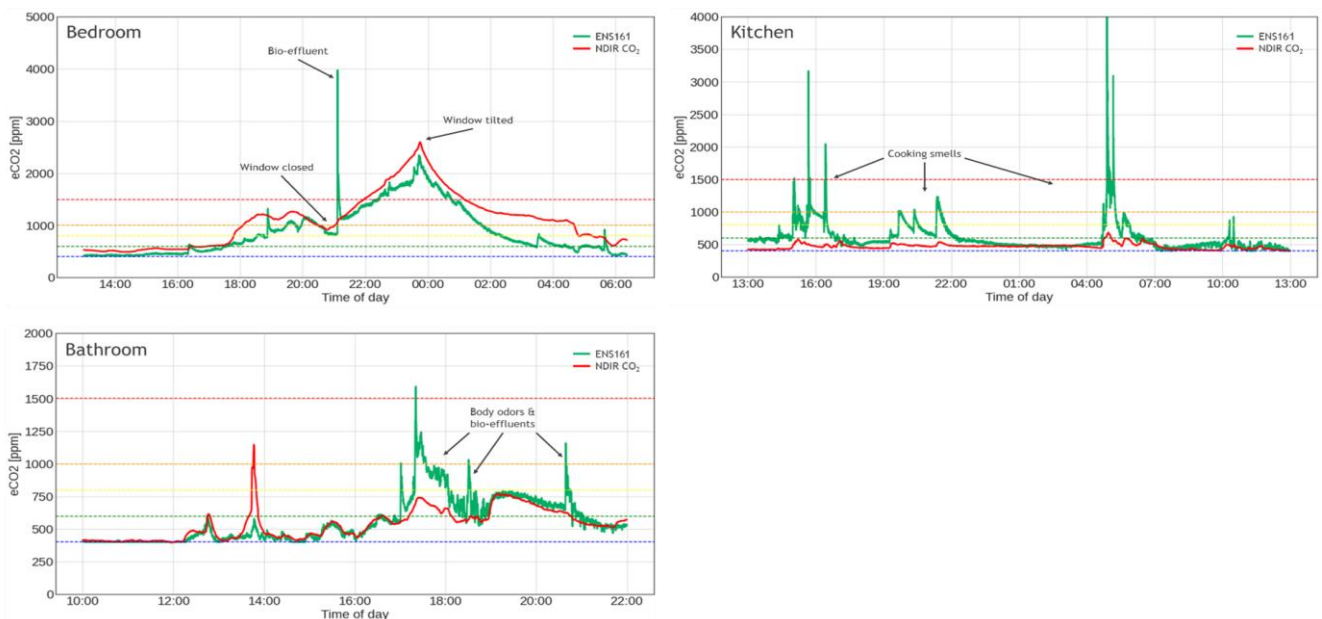 Bedroom
5000
4000
3000
2000
1000
0
eCO2 [ppm]
ENS161
NDIR CO₂
Bio-effluent
Window tilted
Window closed
14:00 16:00 18:00 20:00 22:00 00:00 02:00 04:00 06:00
Time of day
Kitchen
4000
3500
3000
2500
2000
1500
1000
500
0
eCO2 [ppm]
ENS161
NDIR CO₂
Cooking smells
13:00 16:00 19:00 22:00 01:00 04:00 07:00 10:00 13:00
Time of day
Bathroom
2000
1750
1500
1250
1000
750
500
250
0
eCO2 [ppm]
ENS161
NDIR CO₂
Body odors &
bio-effluents
10:00 12:00 14:00 16:00 18:00 20:00 22:00
Time of day